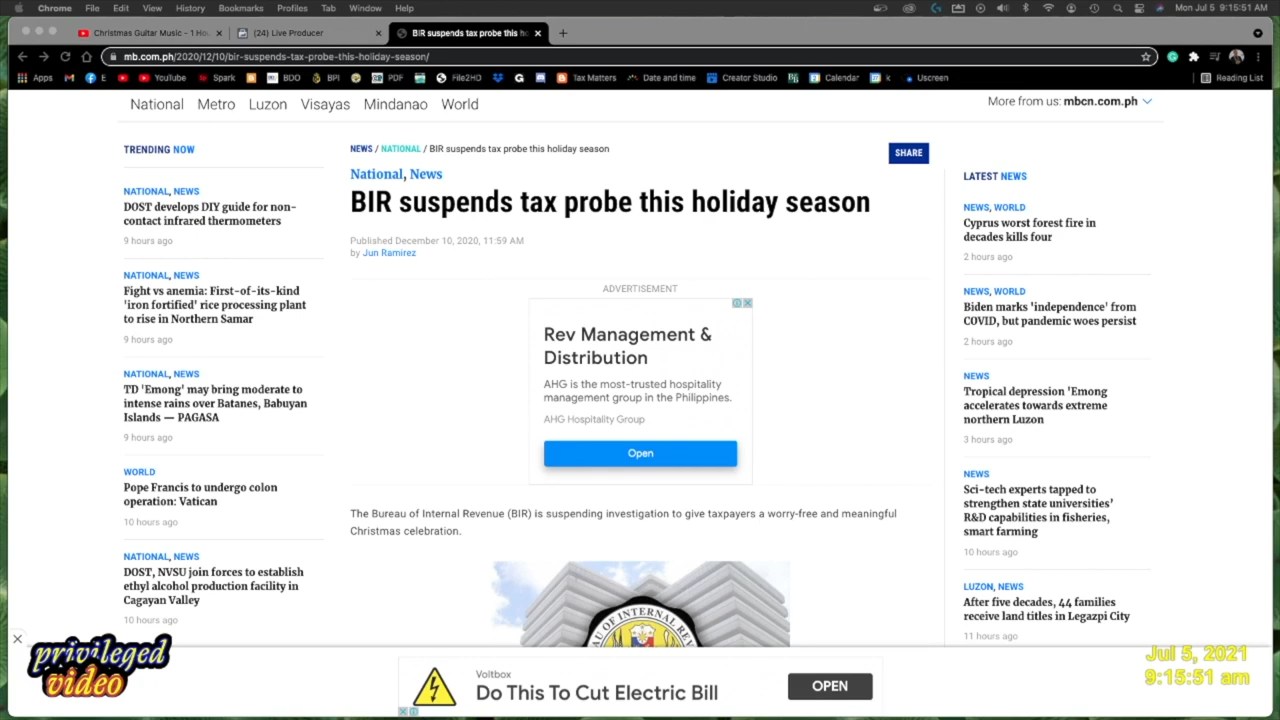 Chrome File Edit View History Bookmarks Profiles Tab Window Help Mon Jul 5 9:15:51 AM
Christmas Guitar Music - 1 Ho (24) Live Producer BIR suspends tax probe this ho
mb.com.ph/2020/12/10/bir-suspends-tax-probe-this-holiday-season/
Apps E YouTube Spark BDO BPI PDF File2HD Tax Matters Date and time Creator Studio Calendar k Uscreen Reading List
National Metro Luzon Visayas Mindanao World
More from us: mbcn.com.ph
TRENDING NOW
NATIONAL, NEWS
DOST develops DIY guide for non-
contact infrared thermometers
9 hours ago
NATIONAL, NEWS
Fight vs anemia: First-of-its-kind
'iron fortified' rice processing plant
to rise in Northern Samar
9 hours ago
NATIONAL, NEWS
TD 'Emong' may bring moderate to
intense rains over Batanes, Babuyan
Islands — PAGASA
9 hours ago
WORLD
Pope Francis to undergo colon
operation: Vatican
10 hours ago
NATIONAL, NEWS
DOST, NVSU join forces to establish
ethyl alcohol production facility in
Cagayan Valley
10 hours ago
NEWS / NATIONAL / BIR suspends tax probe this holiday season
SHARE
National, News
BIR suspends tax probe this holiday season
Published December 10, 2020, 11:59 AM
by Jun Ramirez
ADVERTISEMENT
Rev Management &
Distribution
AHG is the most-trusted hospitality
management group in the Philippines.
AHG Hospitality Group
Open
The Bureau of Internal Revenue (BIR) is suspending investigation to give taxpayers a worry-free and meaningful
Christmas celebration.
OF INTERNAL REV
LATEST NEWS
NEWS, WORLD
Cyprus worst forest fire in
decades kills four
2 hours ago
NEWS, WORLD
Biden marks 'independence' from
COVID, but pandemic woes persist
2 hours ago
NEWS
Tropical depression 'Emong
accelerates towards extreme
northern Luzon
3 hours ago
NEWS
Sci-tech experts tapped to
strengthen state universities'
R&D capabilities in fisheries,
smart farming
10 hours ago
LUZON, NEWS
After five decades, 44 families
receive land titles in Legazpi City
11 hours ago
privileged
video
Voltbox
Do This To Cut Electric Bill
OPEN
Jul 5, 2021
9:15:51 am